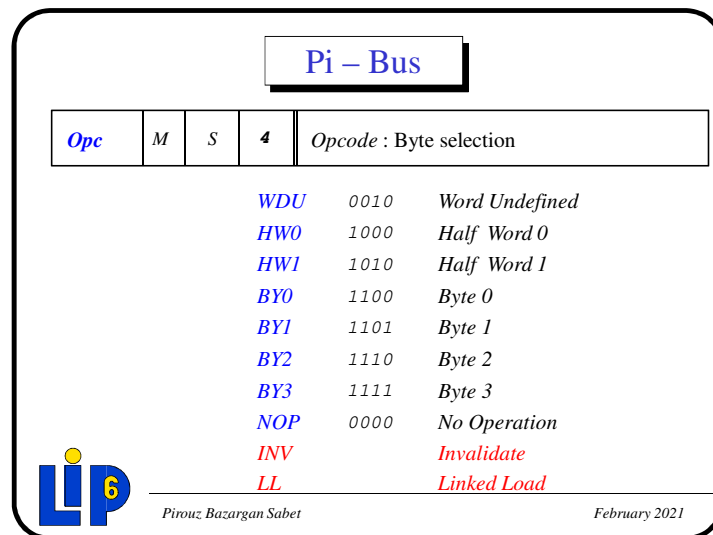 Pi – Bus
Opc M S 4 Opcode : Byte selection
WDU 0010 Word Undefined
HW0 1000 Half Word 0
HW1 1010 Half Word 1
BY0 1100 Byte 0
BY1 1101 Byte 1
BY2 1110 Byte 2
BY3 1111 Byte 3
NOP 0000 No Operation
INV Invalidate
LL Linked Load
LIP6
Pirouz Bazargan Sabet February 2021